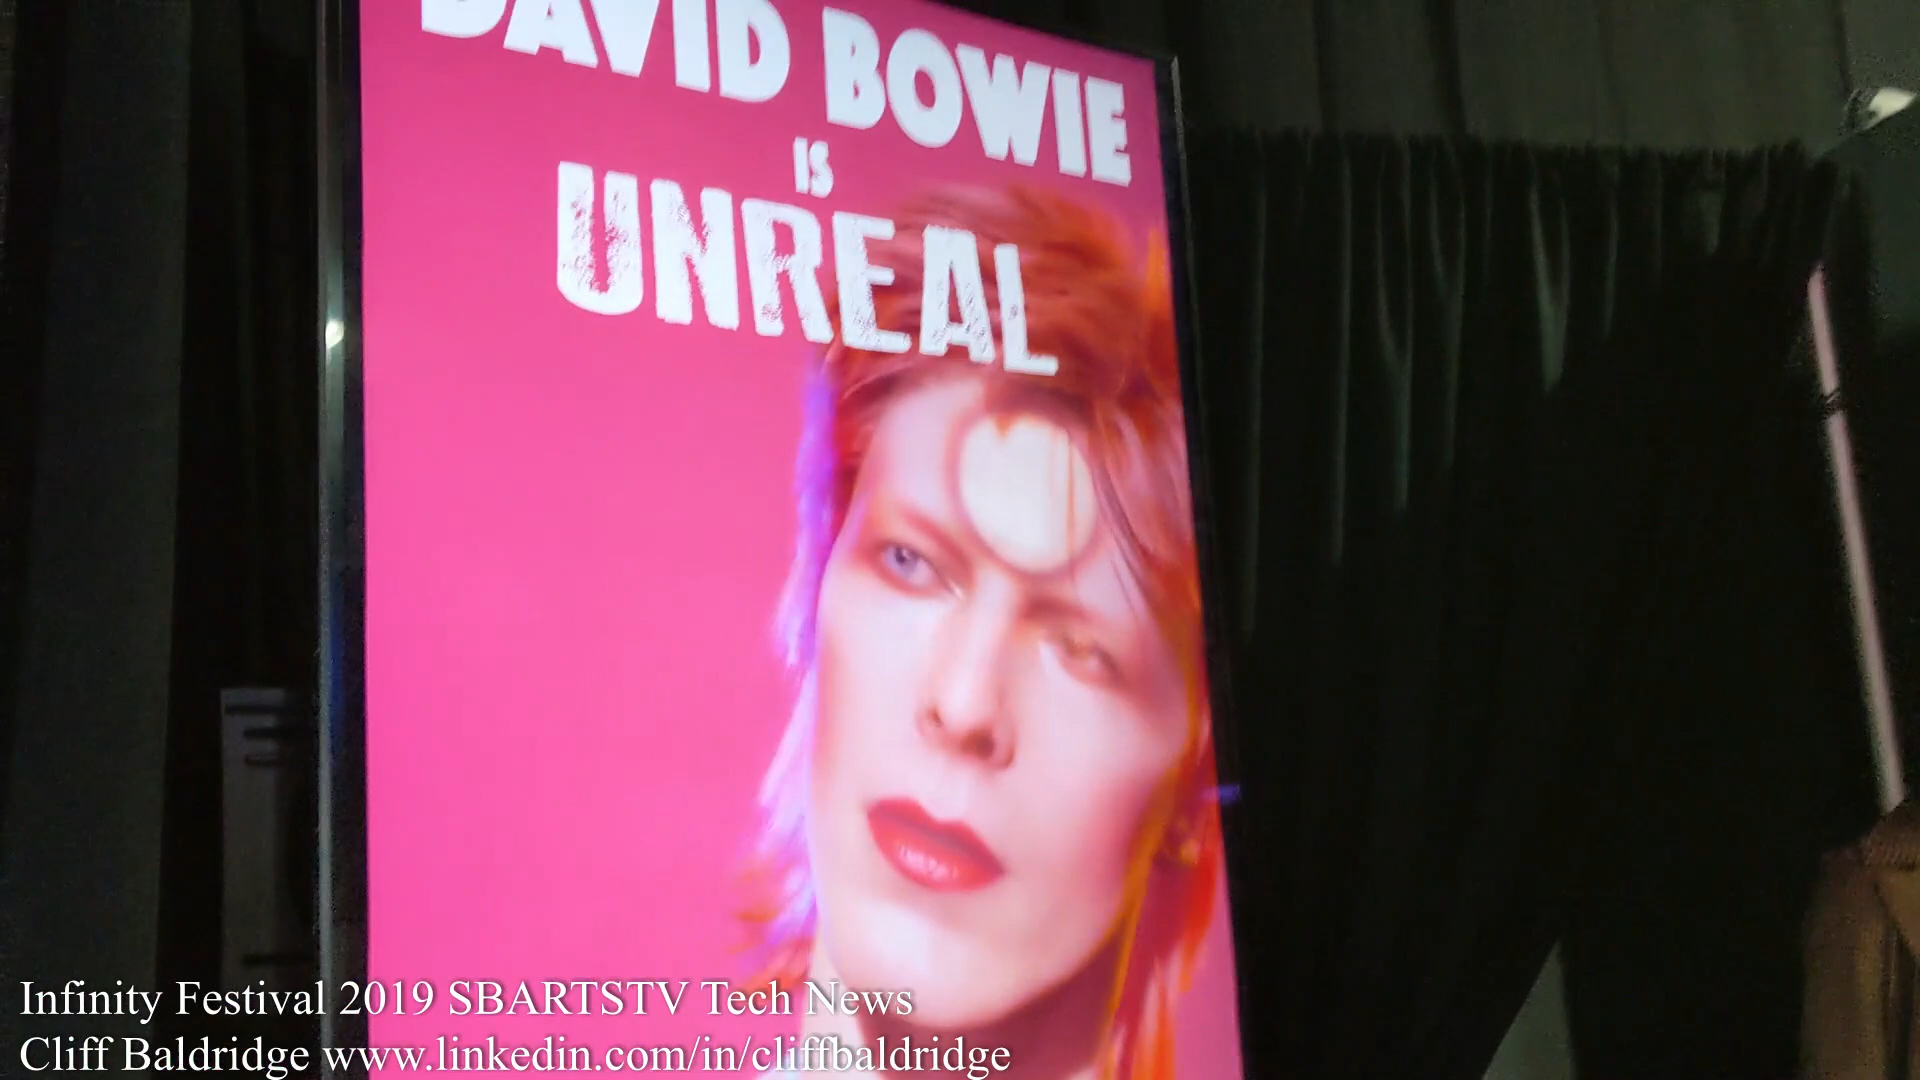 DAVID BOWIE
IS
UNREAL
Infinity Festival 2019 SBARTSTV Tech News
Cliff Baldridge www.linkedin.com/in/cliffbaldridge